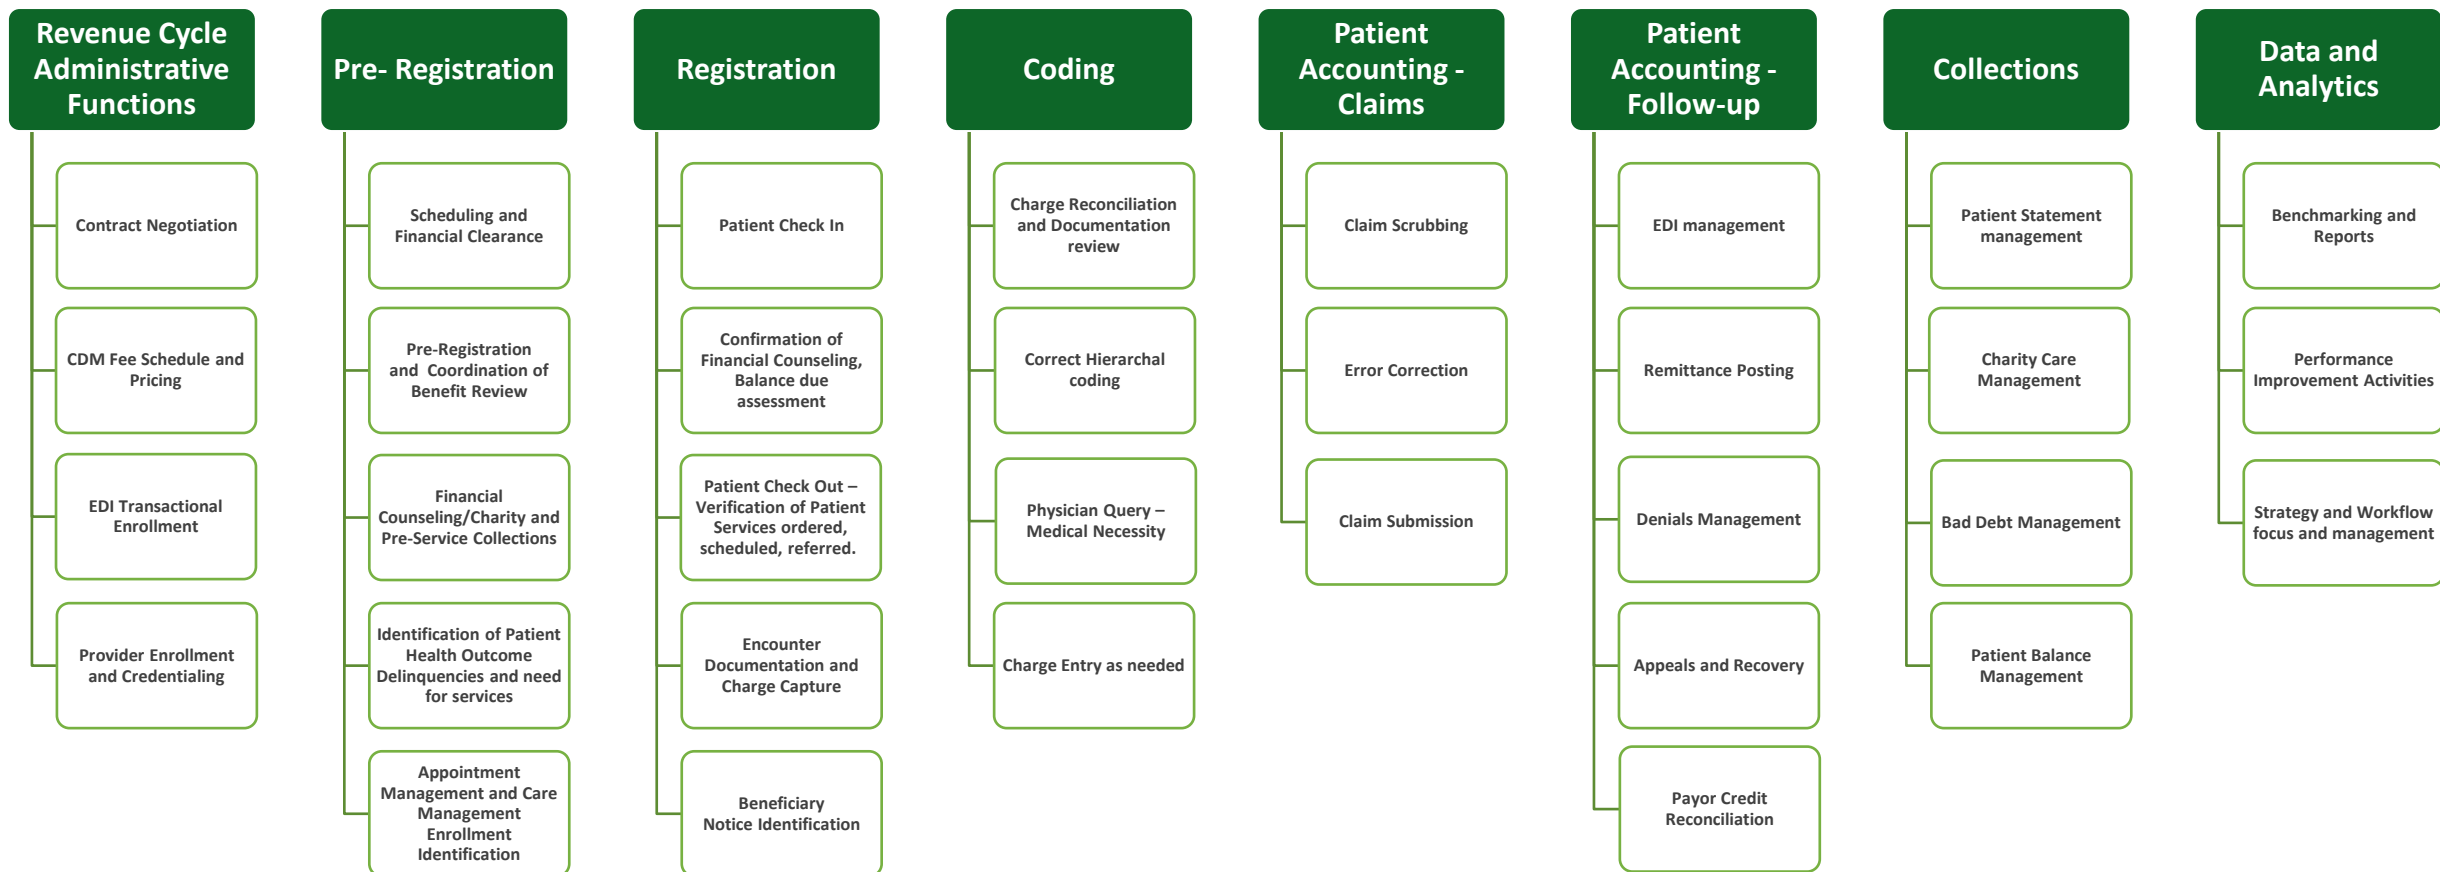 Revenue Cycle
Administrative
Functions
Contract Negotiation
CDM Fee Schedule and
Pricing
EDI Transactional
Enrollment
Provider Enrollment
and Credentialing
Pre- Registration
Scheduling and
Financial Clearance
Pre-Registration
and Coordination of
Benefit Review
Financial
Counseling/Charity and
Pre-Service Collections
Identification of Patient
Health Outcome
Delinquencies and need
for services
Appointment
Management and Care
Management
Enrollment
Identification
Registration
Patient Check In
Confirmation of
Financial Counseling,
Balance due
assessment
Patient Check Out –
Verification of Patient
Services ordered,
scheduled, referred.
Encounter
Documentation and
Charge Capture
Beneficiary
Notice Identification
Coding
Charge Reconciliation
and Documentation
review
Correct Hierarchal
coding
Physician Query –
Medical Necessity
Charge Entry as needed
Patient
Accounting -
Claims
Claim Scrubbing
Error Correction
Claim Submission
Patient
Accounting -
Follow-up
EDI management
Remittance Posting
Denials Management
Appeals and Recovery
Payor Credit
Reconciliation
Collections
Patient Statement
management
Charity Care
Management
Bad Debt Management
Patient Balance
Management
Data and
Analytics
Benchmarking and
Reports
Performance
Improvement Activities
Strategy and Workflow
focus and management